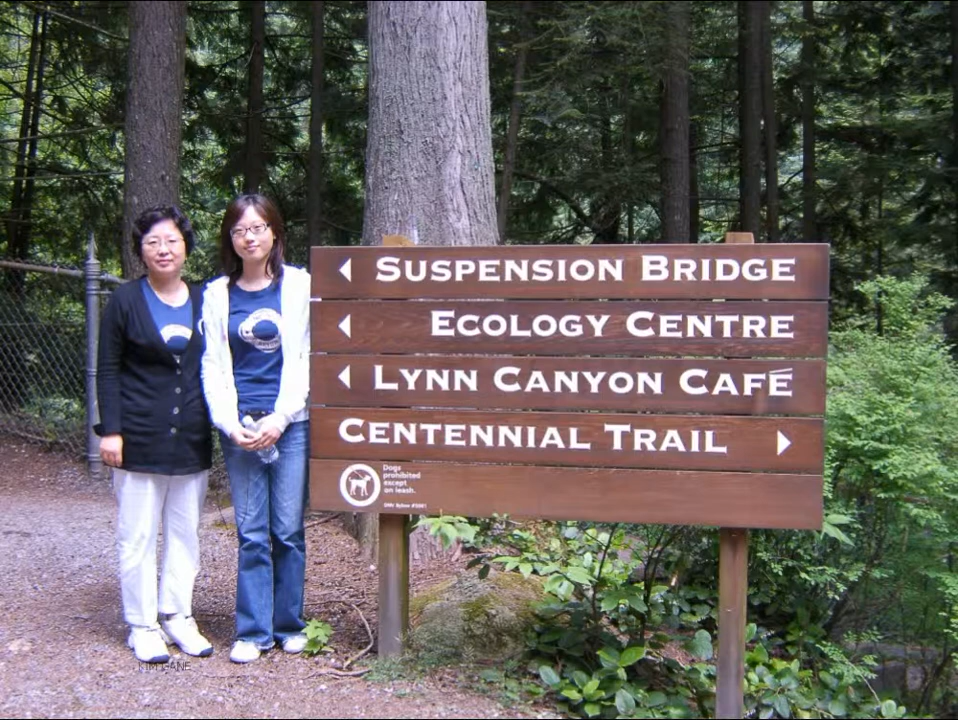 SUSPENSION BRIDGE
ECOLOGY CENTRE
LYNN CANYON CAFÉ
CENTENNIAL TRAIL
Dogs
prohibited
except
on leash.